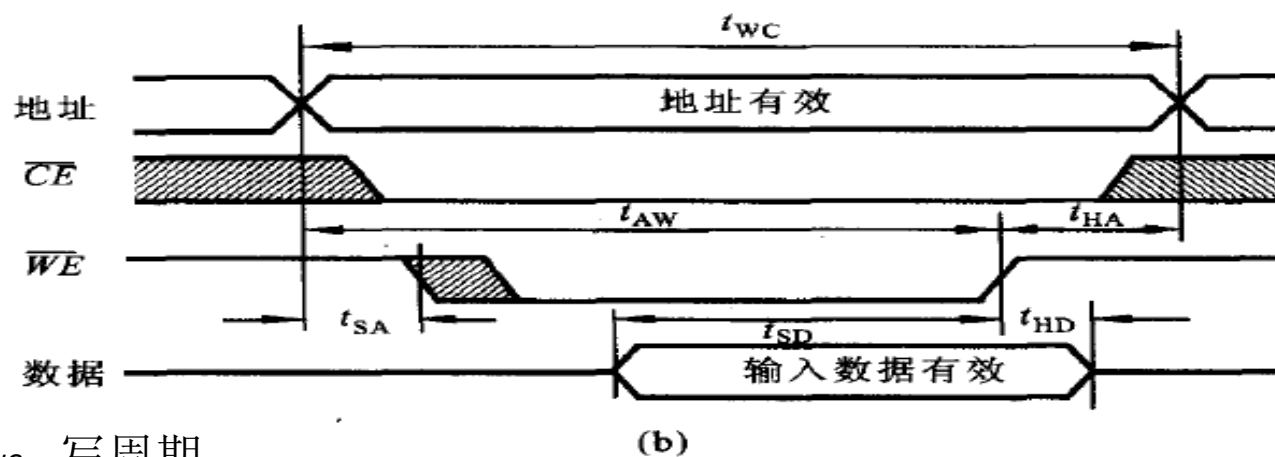 t_WC
地址 地址有效
CE
t_AW t_HA
WE
t_SA t_SD t_HD
数据 输入数据有效
(b)
写周期